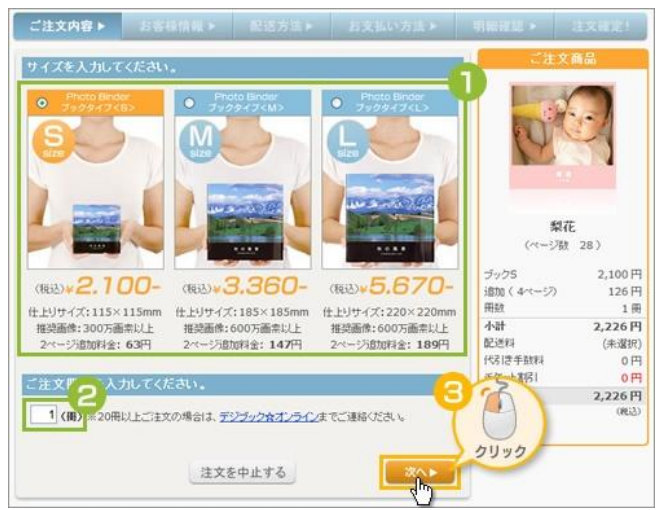 ご注文内容▶ お客様情報▶ 配送方法▶ お支払い方法▶ 明細確認▶ 注文確定!
サイズを入力してください。
1
Photo Binder
ブックタイプ<S>
S
size
(税込)¥2.100-
仕上りサイズ:115×115mm
推奨画像:300万画素以上
2ページ追加料金: 63円
Photo Binder
ブックタイプ<M>
M
size
(税込)¥3.360-
仕上りサイズ:185×185mm
推奨画像:600万画素以上
2ページ追加料金: 147円
Photo Binder
ブックタイプ<L>
L
size
(税込)¥5.670-
仕上りサイズ:220×220mm
推奨画像:600万画素以上
2ページ追加料金: 189円
ご注文 入力してください。
2
1 (冊) ※20冊以上ご注文の場合は、デジブック☆オンラインまでご連絡ください。
注文を中止する
次へ▶
3
クリック
ご注文商品
梨花
(ページ数 28)
ブックS 2,100円
追加(4ページ) 126円
冊数 1冊
小計 2,226円
配送料 (未選択)
代引き手数料 0円
割引 0円
2,226円
(税込)